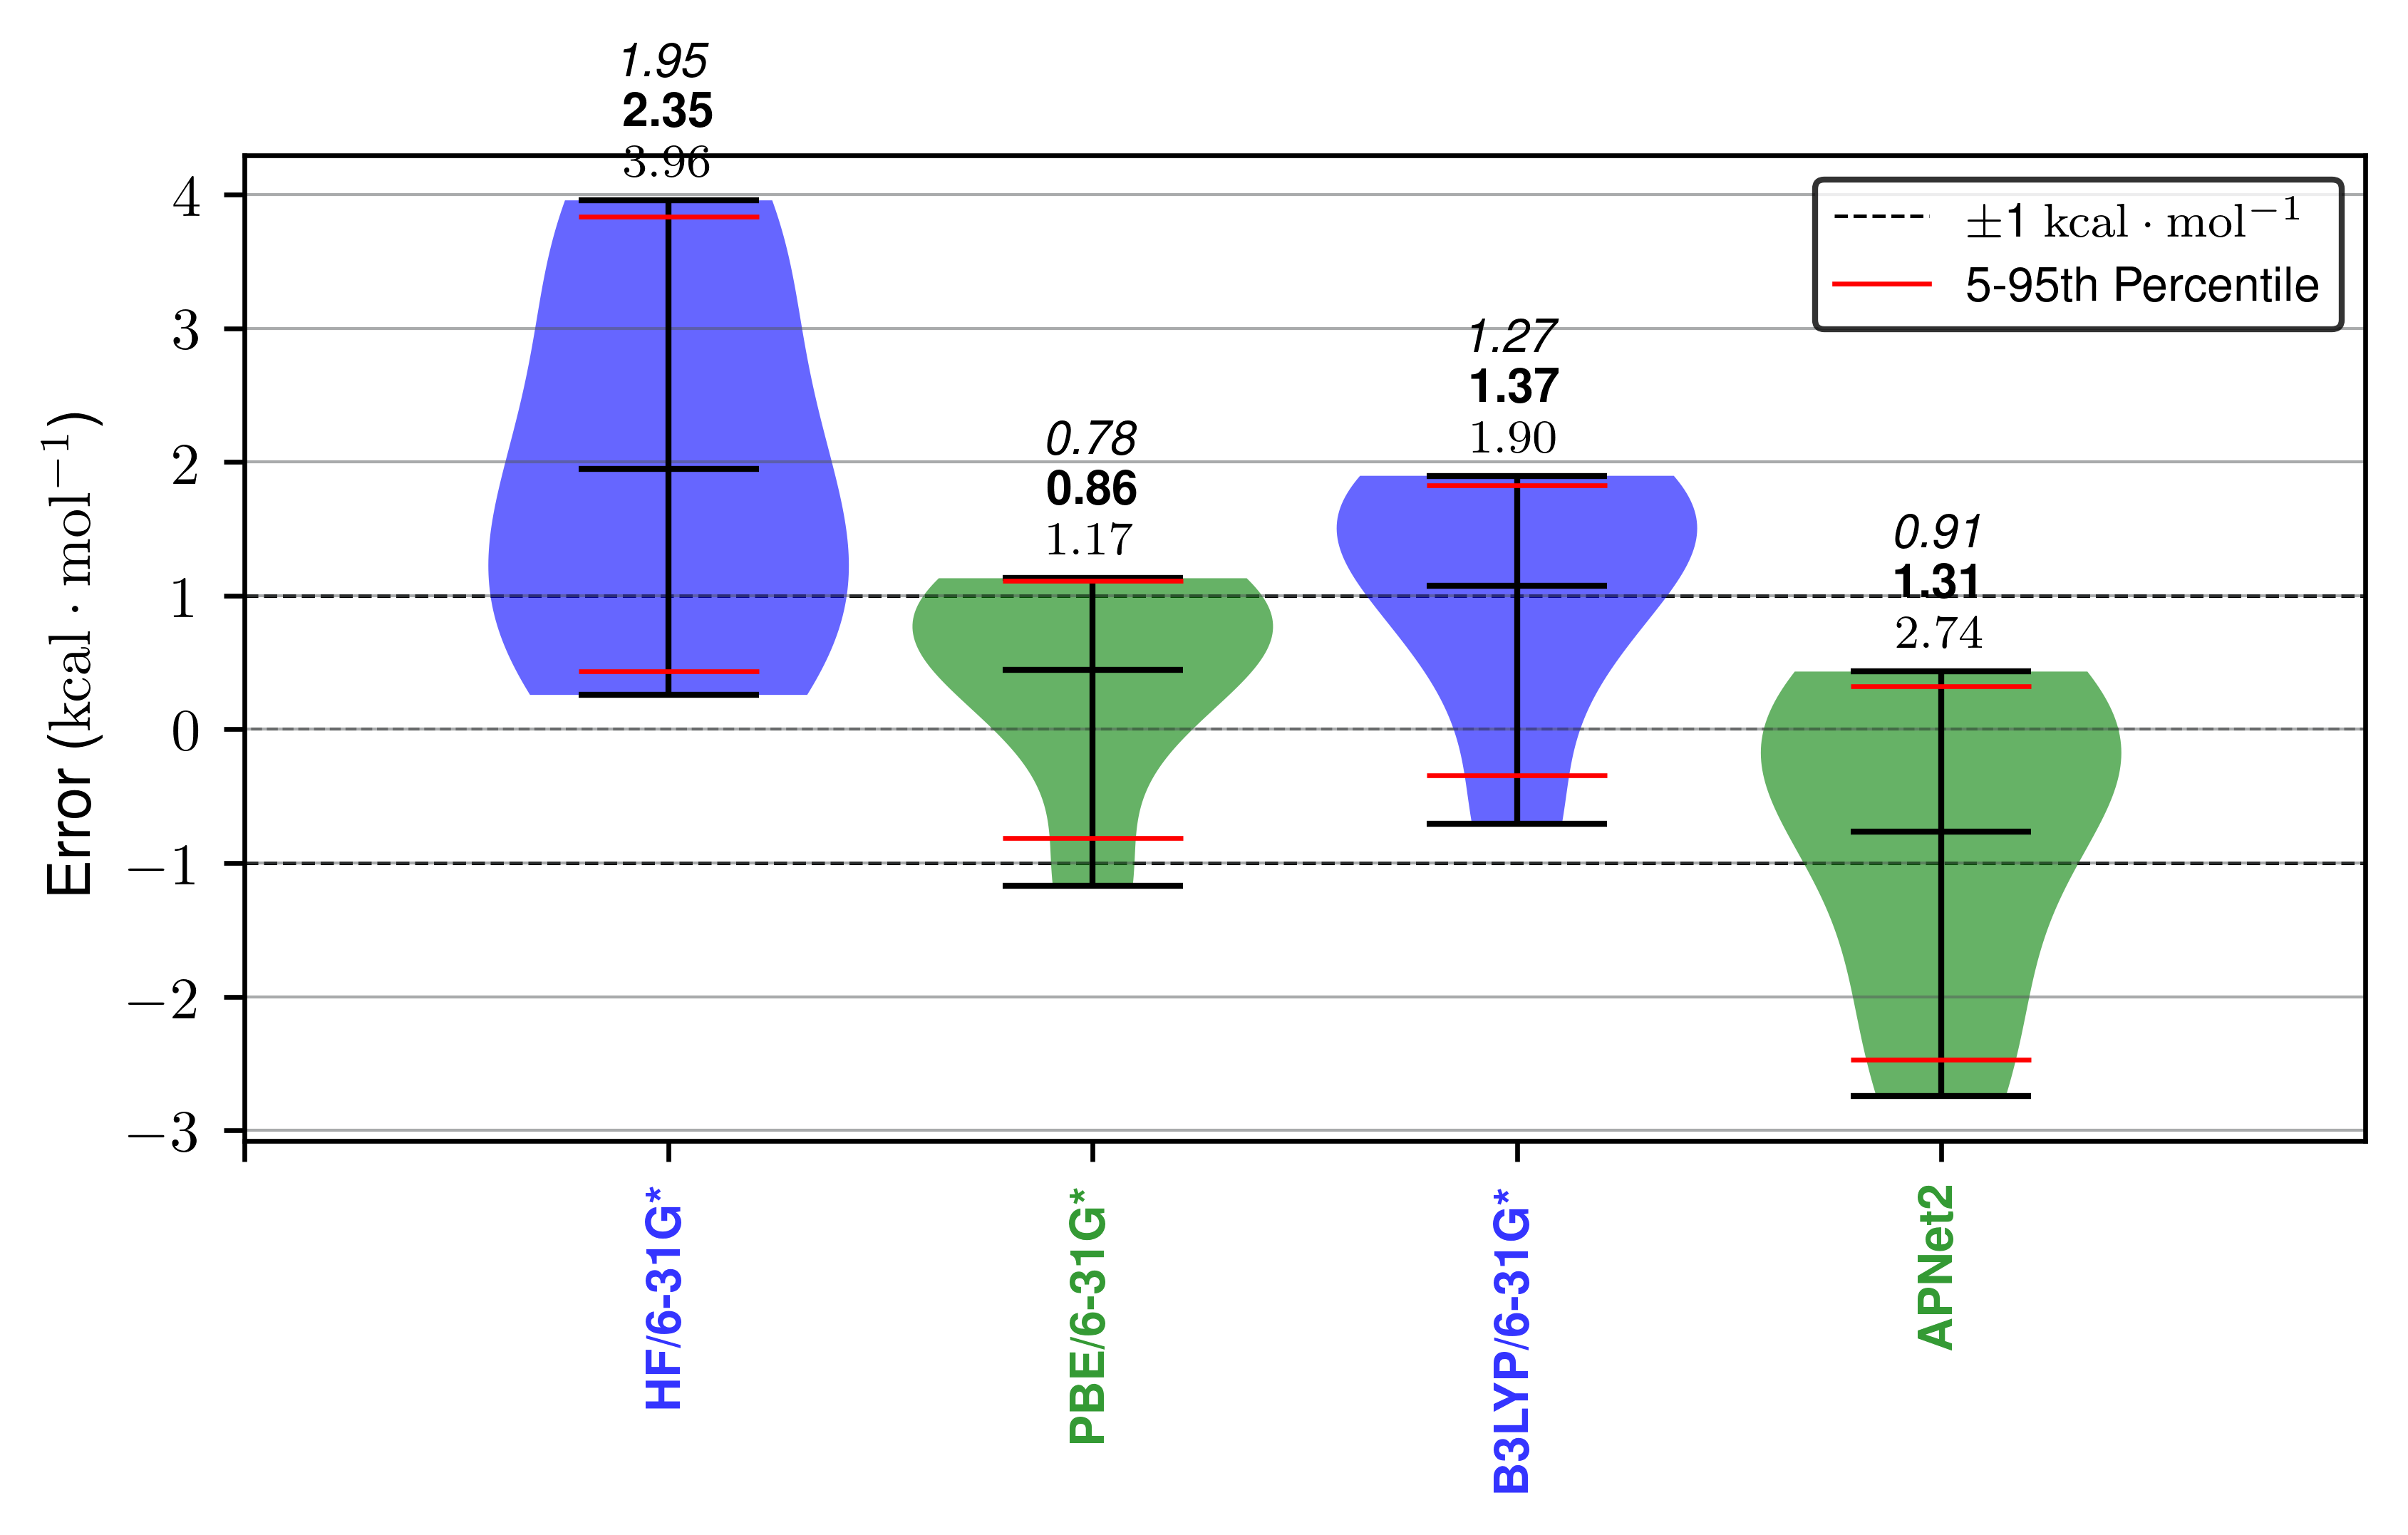 1.95
2.35
3.96
1.27
1.37
1.90
0.78
0.86
1.17
0.91
1.31
2.74
±1 kcal · mol⁻¹
5-95th Percentile
Error (kcal · mol⁻¹)
4
3
2
1
0
−1
−2
−3
HF/6-31G*
PBE/6-31G*
B3LYP/6-31G*
APNet2